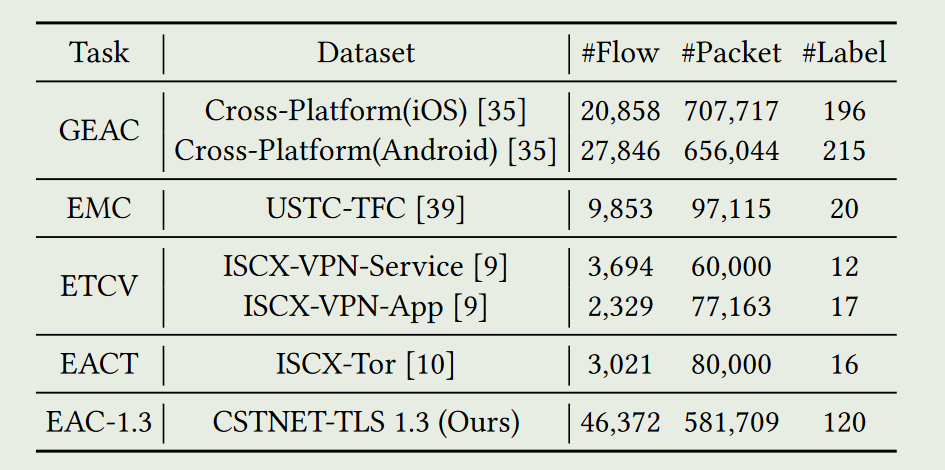 Task Dataset #Flow #Packet #Label
GEAC Cross-Platform(iOS) [35] 20,858 707,717 196
Cross-Platform(Android) [35] 27,846 656,044 215
EMC USTC-TFC [39] 9,853 97,115 20
ETCV ISCX-VPN-Service [9] 3,694 60,000 12
ISCX-VPN-App [9] 2,329 77,163 17
EACT ISCX-Tor [10] 3,021 80,000 16
EAC-1.3 CSTNET-TLS 1.3 (Ours) 46,372 581,709 120